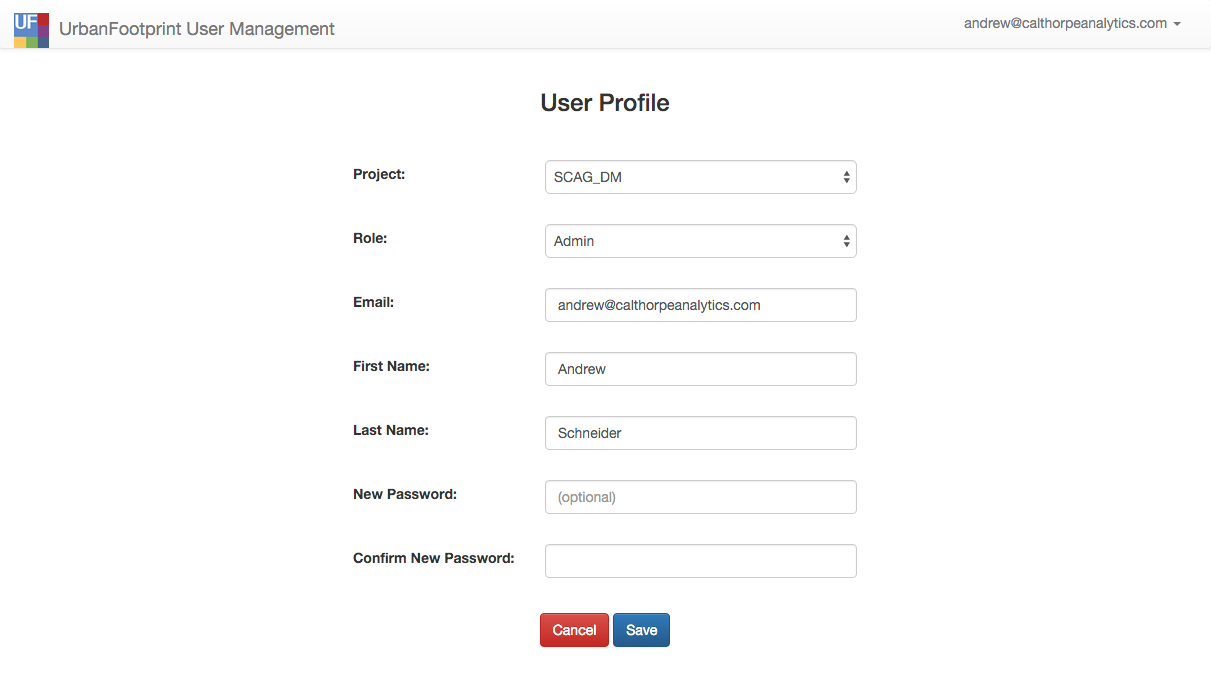 UF
UrbanFootprint User Management
andrew@calthorpeanalytics.com
User Profile
Project:
SCAG_DM
Role:
Admin
Email:
andrew@calthorpeanalytics.com
First Name:
Andrew
Last Name:
Schneider
New Password:
(optional)
Confirm New Password:
Cancel Save